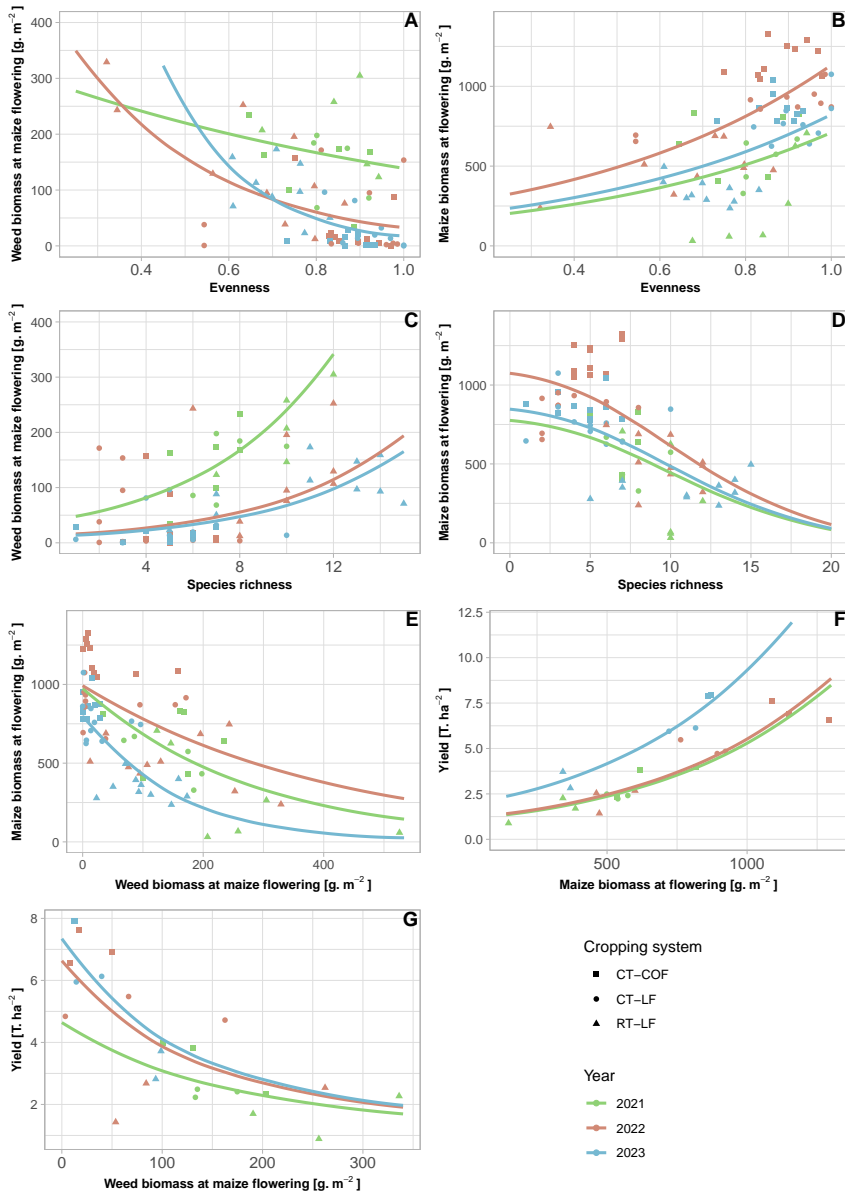 A
Weed biomass at maize flowering [g. m⁻² ]
400
300
200
100
0
0.4
0.6
0.8
1.0
Evenness
B
Maize biomass at flowering [g. m⁻² ]
1000
500
0
0.4
0.6
0.8
1.0
Evenness
C
Weed biomass at maize flowering [g. m⁻² ]
400
300
200
100
0
4
8
12
Species richness
D
Maize biomass at flowering [g. m⁻² ]
1000
500
0
0
5
10
15
20
Species richness
E
Maize biomass at flowering [g. m⁻² ]
1000
500
0
0
200
400
Weed biomass at maize flowering [g. m⁻² ]
F
Yield [T. ha⁻² ]
12.5
10.0
7.5
5.0
2.5
0.0
500
1000
Maize biomass at flowering [g. m⁻² ]
G
Yield [T. ha⁻² ]
8
6
4
2
0
100
200
300
Weed biomass at maize flowering [g. m⁻² ]
Cropping system
CT−COF
CT−LF
RT−LF
Year
2021
2022
2023